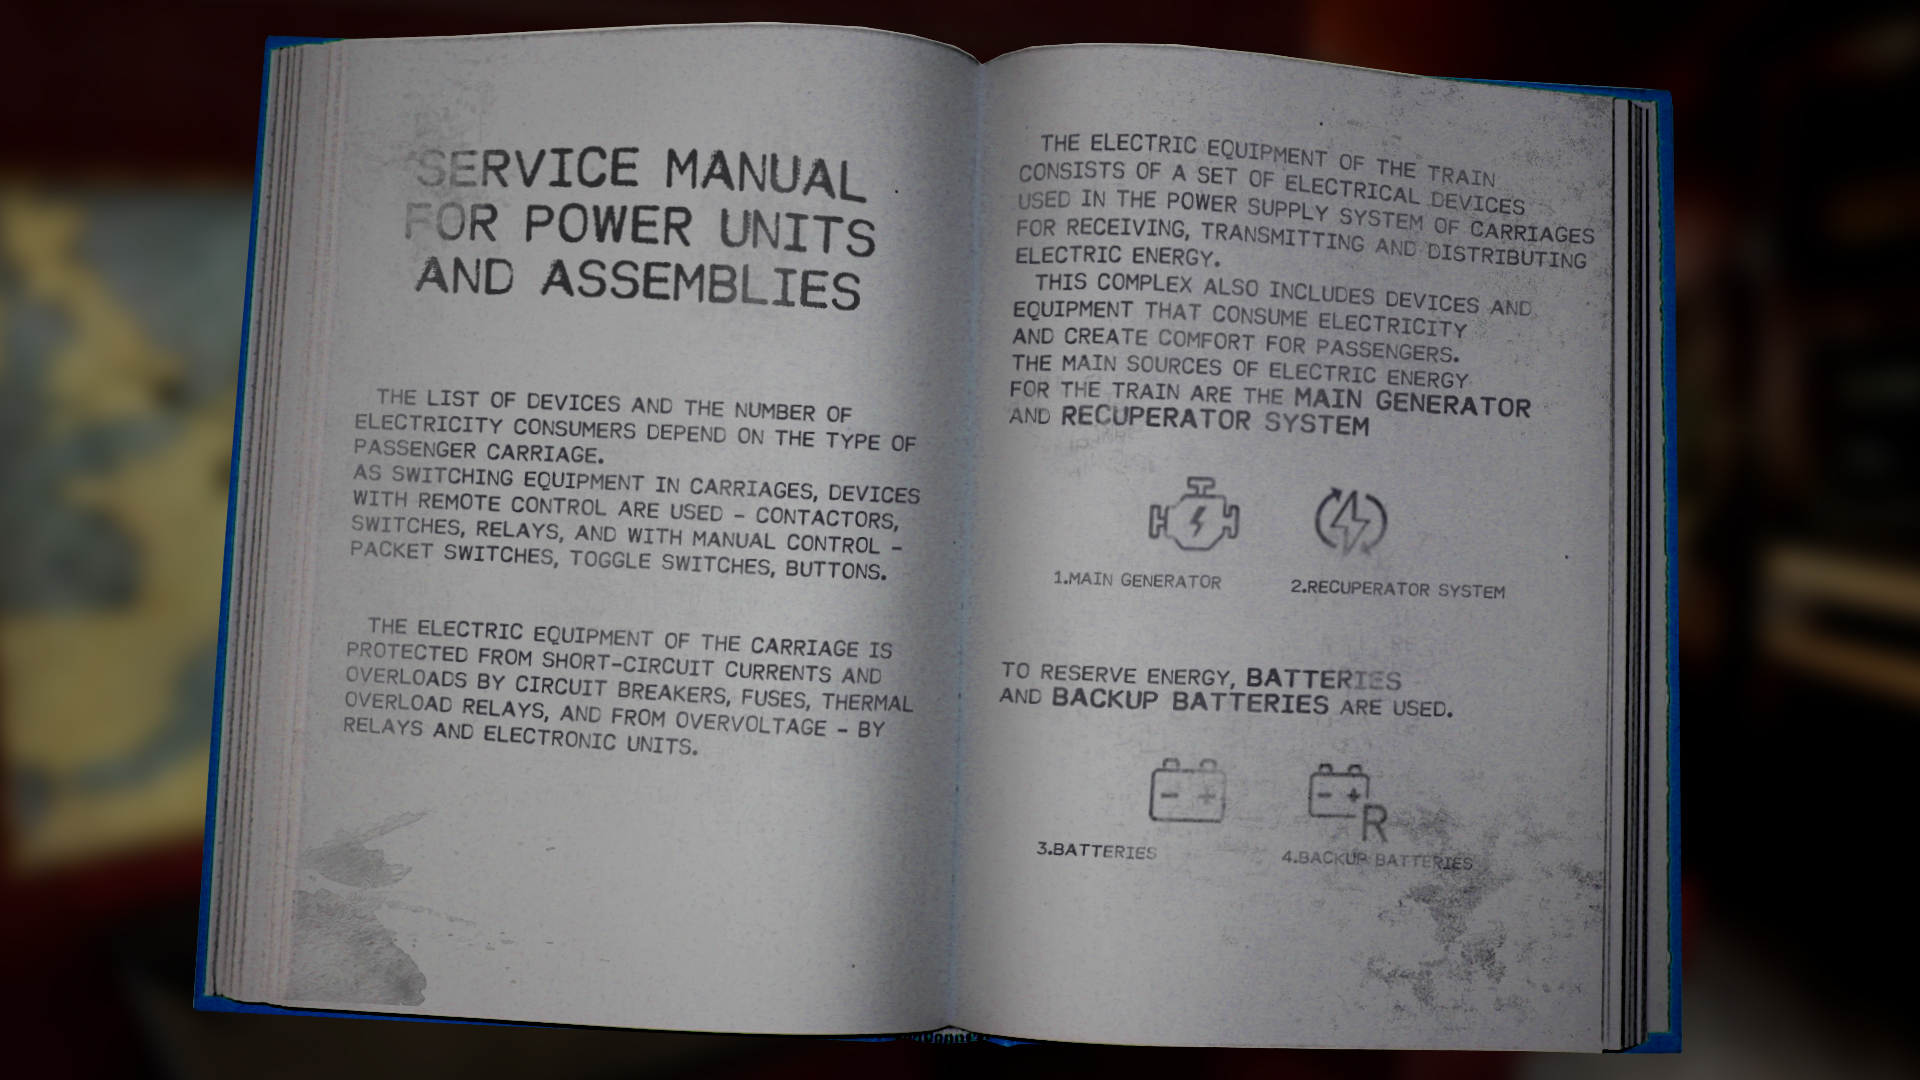 SERVICE MANUAL
FOR POWER UNITS
AND ASSEMBLIES
THE LIST OF DEVICES AND THE NUMBER OF
ELECTRICITY CONSUMERS DEPEND ON THE TYPE OF
PASSENGER CARRIAGE.
AS SWITCHING EQUIPMENT IN CARRIAGES, DEVICES
WITH REMOTE CONTROL ARE USED - CONTACTORS,
SWITCHES, RELAYS, AND WITH MANUAL CONTROL -
PACKET SWITCHES, TOGGLE SWITCHES, BUTTONS.
THE ELECTRIC EQUIPMENT OF THE CARRIAGE IS
PROTECTED FROM SHORT-CIRCUIT CURRENTS AND
OVERLOADS BY CIRCUIT BREAKERS, FUSES, THERMAL
OVERLOAD RELAYS, AND FROM OVERVOLTAGE - BY
RELAYS AND ELECTRONIC UNITS.
THE ELECTRIC EQUIPMENT OF THE TRAIN
CONSISTS OF A SET OF ELECTRICAL DEVICES
USED IN THE POWER SUPPLY SYSTEM OF CARRIAGES
FOR RECEIVING, TRANSMITTING AND DISTRIBUTING
ELECTRIC ENERGY.
THIS COMPLEX ALSO INCLUDES DEVICES AND
EQUIPMENT THAT CONSUME ELECTRICITY
AND CREATE COMFORT FOR PASSENGERS.
THE MAIN SOURCES OF ELECTRIC ENERGY
FOR THE TRAIN ARE THE MAIN GENERATOR
AND RECUPERATOR SYSTEM
1.MAIN GENERATOR
2.RECUPERATOR SYSTEM
TO RESERVE ENERGY, BATTERIES
AND BACKUP BATTERIES ARE USED.
R
3.BATTERIES
4.BACKUP BATTERIES